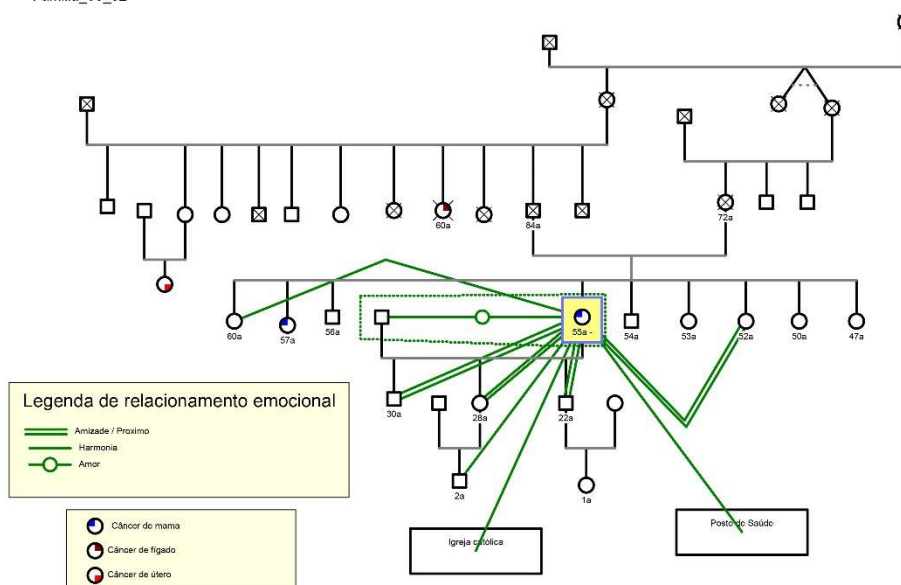 60a
84a
72a
60a
57a
56a
55a -
54a
53a
52a
50a
47a
30a
28a
22a
2a
1a
Legenda de relacionamento emocional
Amizade / Proximo
Harmonia
Amor
Câncer de mama
Câncer de fígado
Câncer de útero
Igreja católica
Posto de Saúde